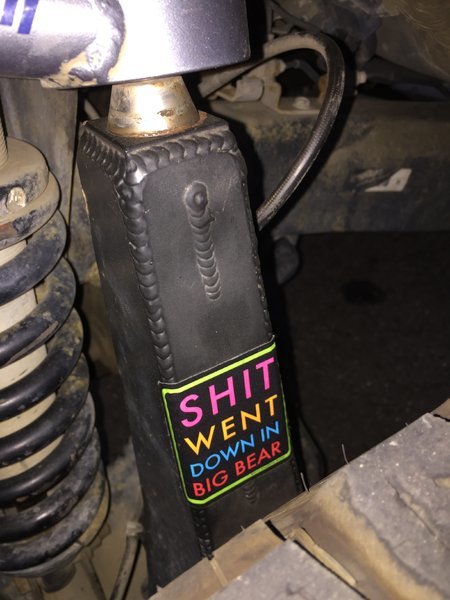 SHIT
WENT
DOWN IN
BIG BEAR